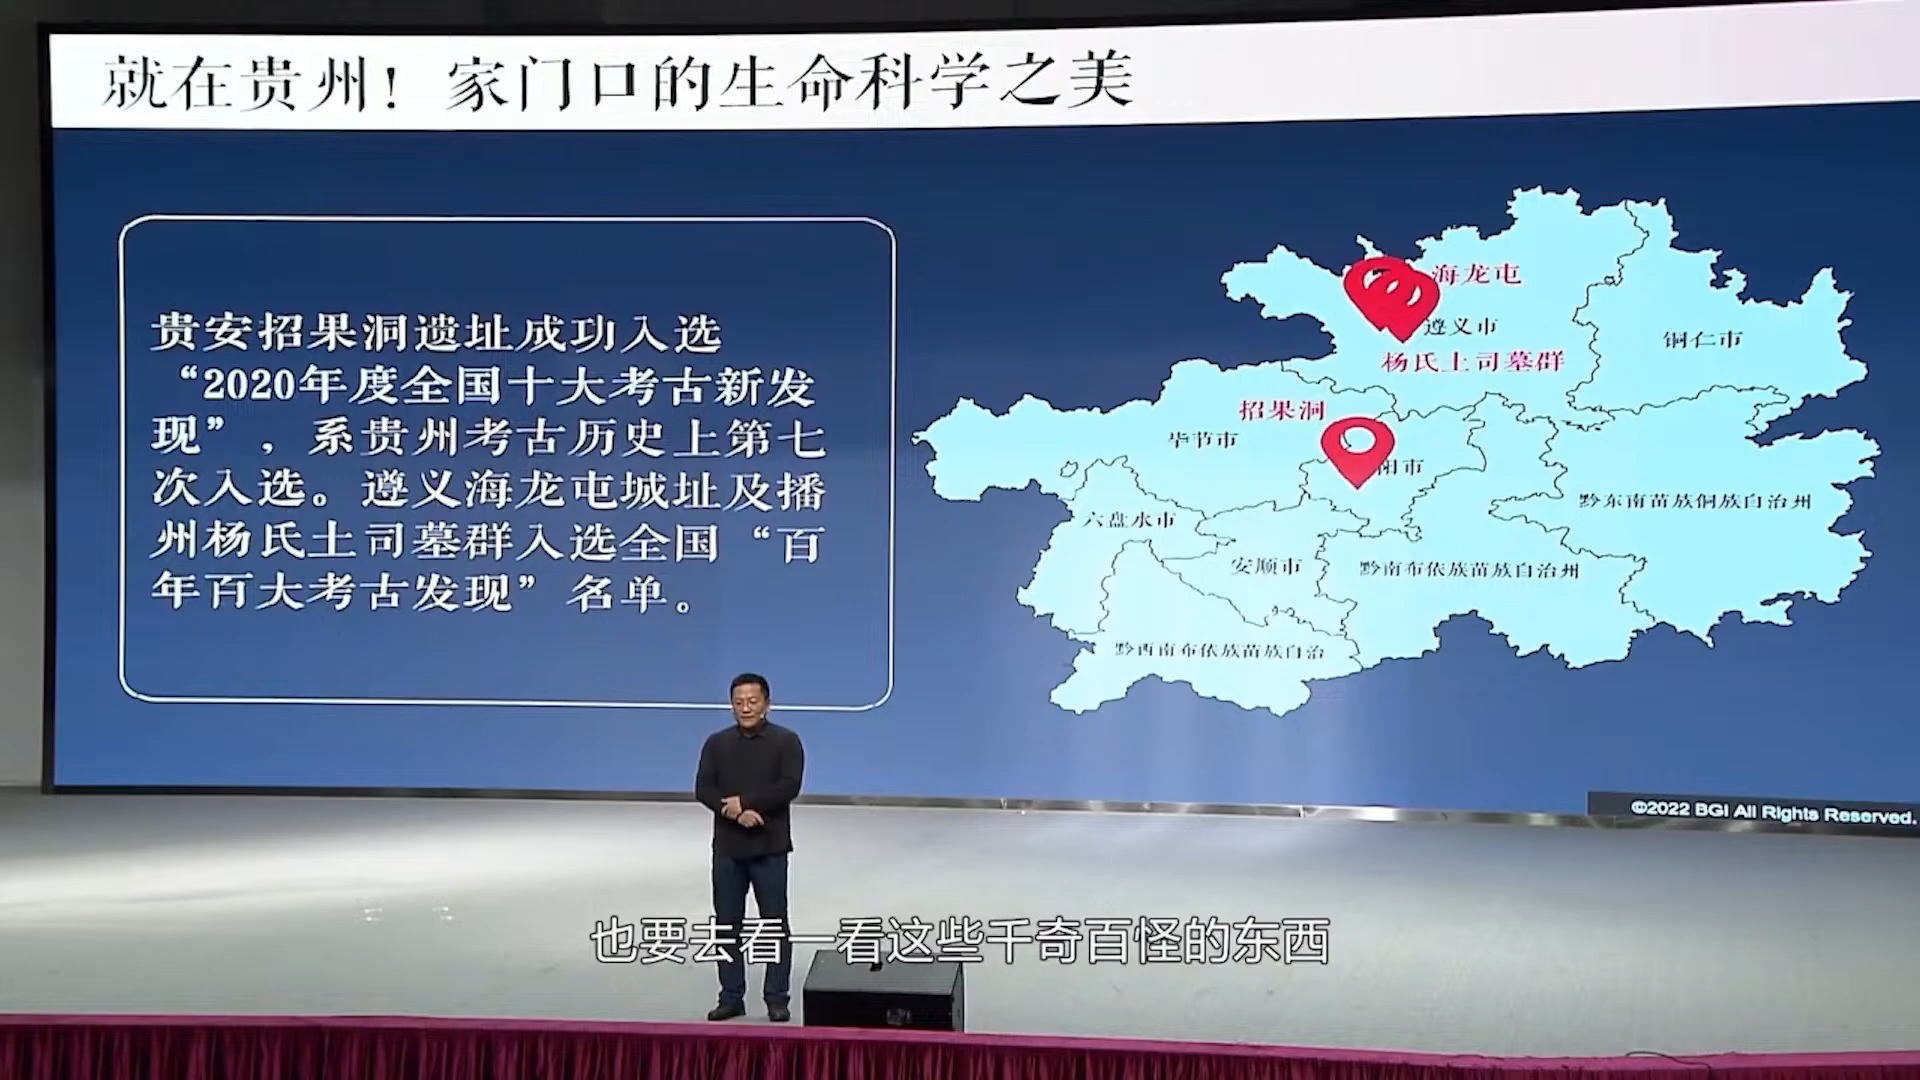 就在贵州！家门口的生命科学之美
贵安招果洞遗址成功入选
“2020年度全国十大考古新发
现”，系贵州考古历史上第七
次入选。遵义海龙屯城址及播
州杨氏土司墓群入选全国“百
年百大考古发现”名单。
海龙屯
遵义市
杨氏土司墓群
铜仁市
招果洞
毕节市
阳市
六盘水市
安顺市
黔东南苗族侗族自治州
黔南布依族苗族自治州
黔西南布依族苗族自治
©2022 BGI All Rights Reserved.
也要去看一看这些千奇百怪的东西